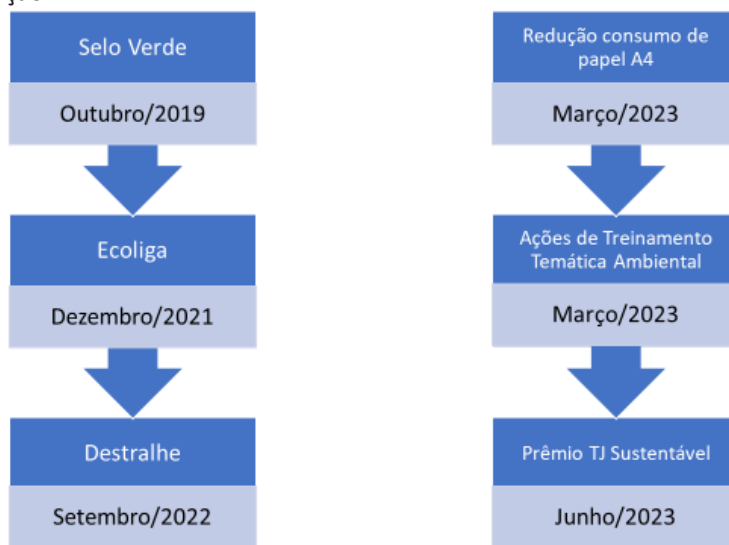 Selo Verde
Outubro/2019
Ecoliga
Dezembro/2021
Destralhe
Setembro/2022
Redução consumo de
papel A4
Março/2023
Ações de Treinamento
Temática Ambiental
Março/2023
Prêmio TJ Sustentável
Junho/2023